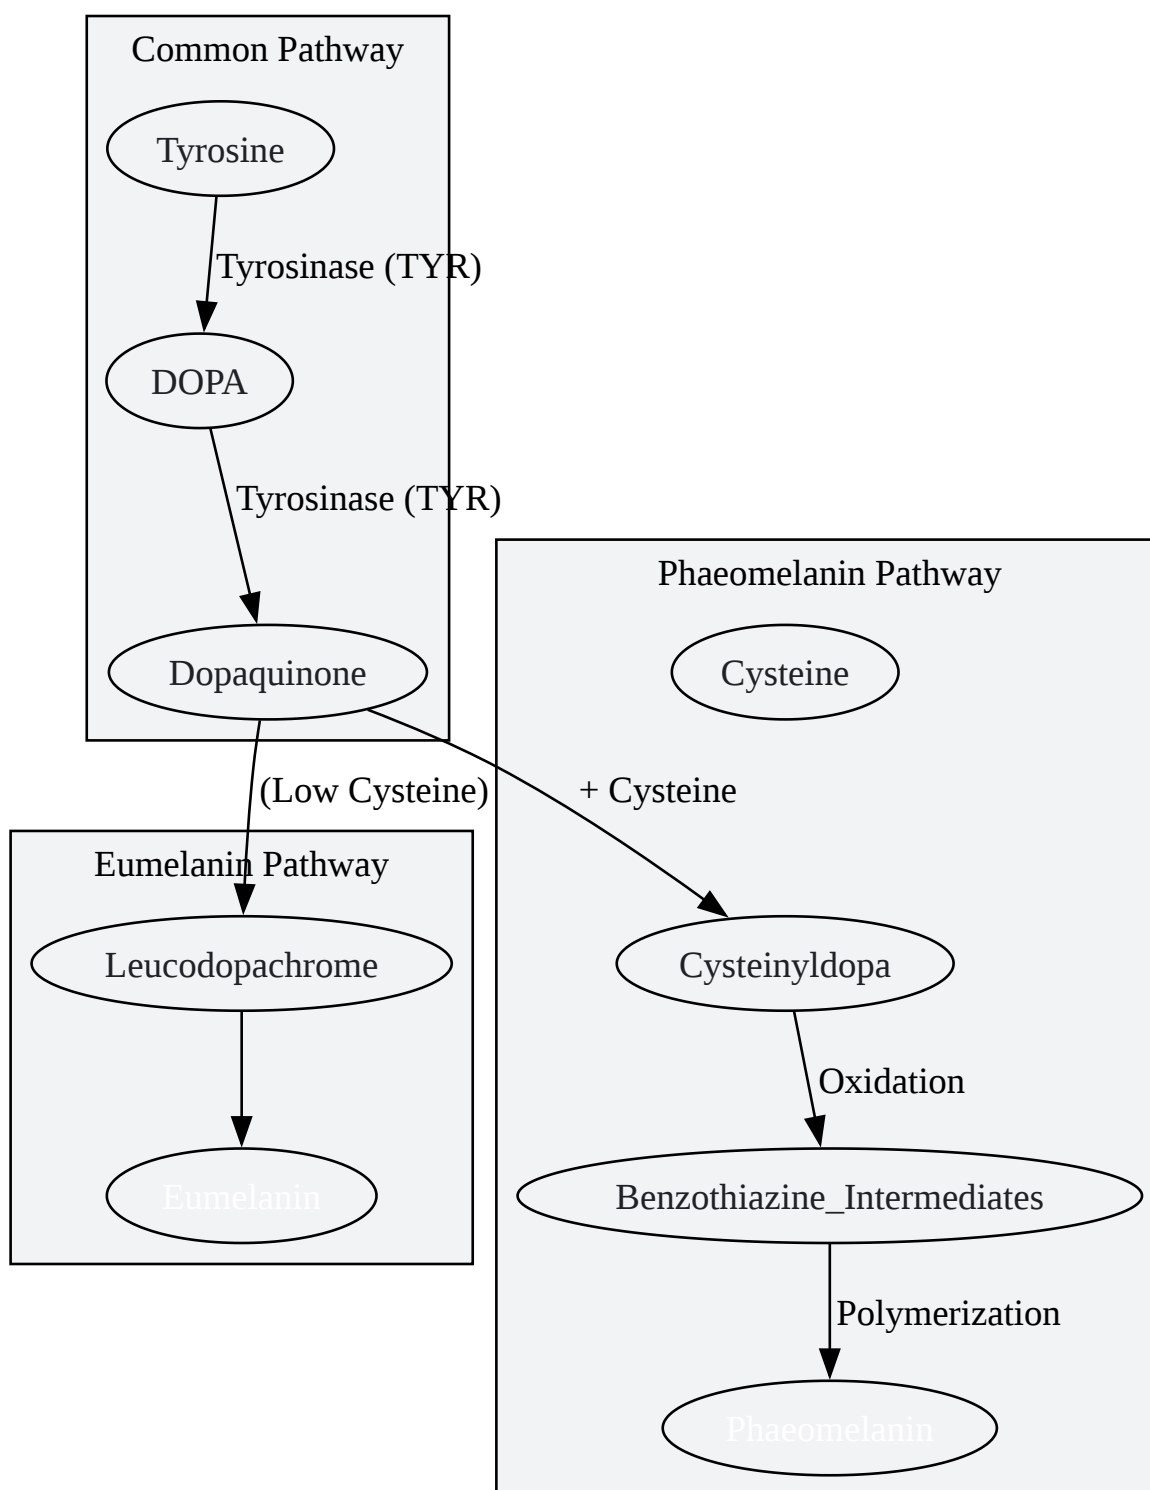 Common Pathway
Tyrosine
Tyrosinase (TYR)
DOPA
Tyrosinase (TYR)
Dopaquinone
(Low Cysteine)
+ Cysteine
Eumelanin Pathway
Leucodopachrome
Eumelanin
Phaeomelanin Pathway
Cysteine
Cysteinyldopa
Oxidation
Benzothiazine_Intermediates
Polymerization
Phaeomelanin